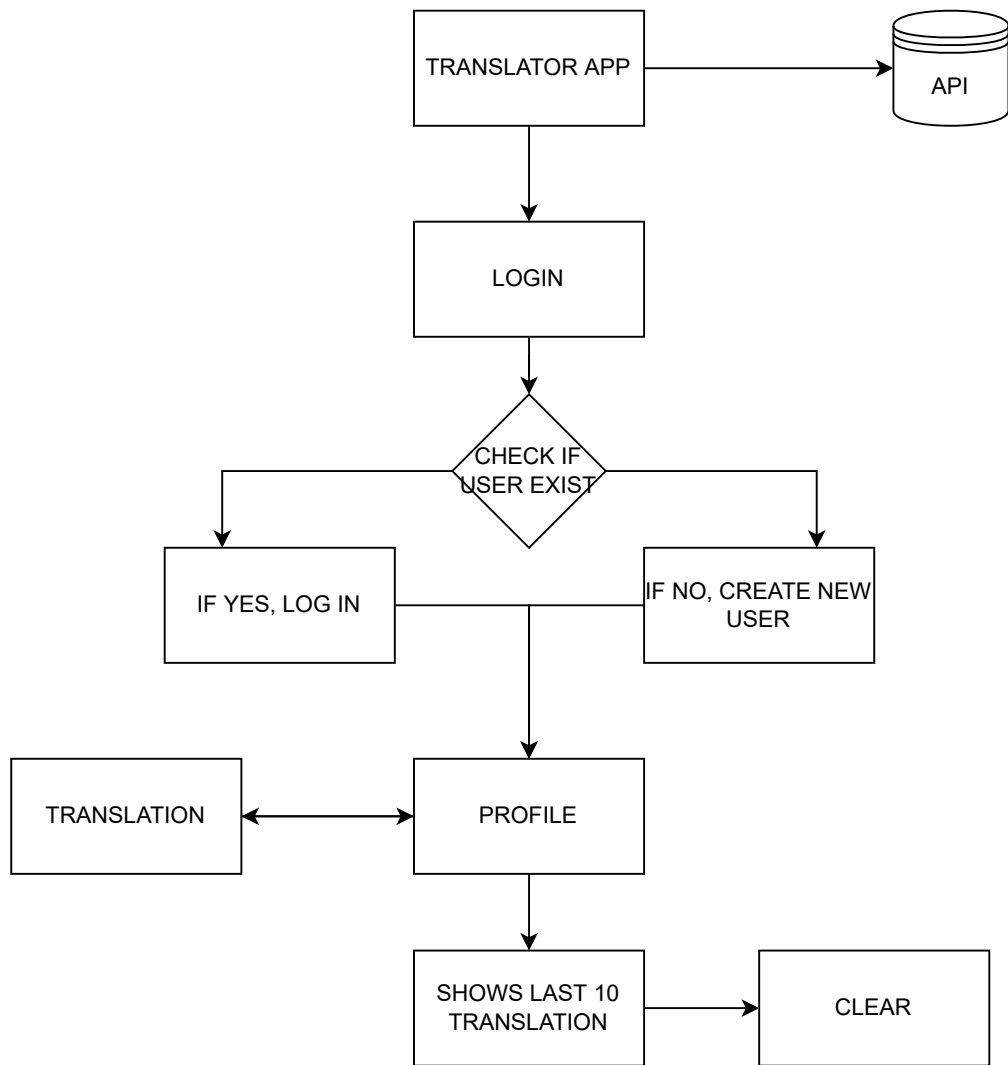 TRANSLATOR APP
API
LOGIN
CHECK IF
USER EXIST
IF YES, LOG IN
IF NO, CREATE NEW
USER
TRANSLATION
PROFILE
SHOWS LAST 10
TRANSLATION
CLEAR